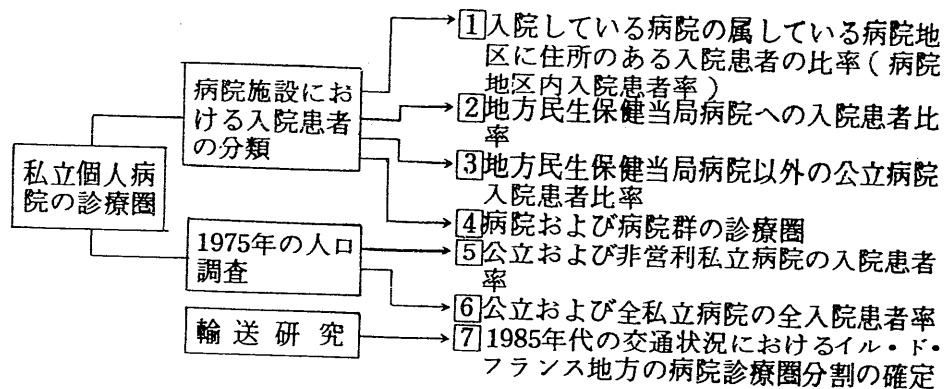 私立個人病
院の診療圏
病院施設にお
ける入院患者
の分類
1975年の人口
調査
輸送研究
1入院している病院の属している病院地
区に住所のある入院患者の比率(病院
地区内入院患者率)
2地方民生保健当局病院への入院患者比
率
3地方民生保健当局病院以外の公立病院
入院患者比率
4病院および病院群の診療圏
5公立および非営利私立病院の入院患者
率
6公立および全私立病院の全入院患者率
71985年代の交通状況におけるイル・ド・
フランス地方の病院診療圏分割の確定